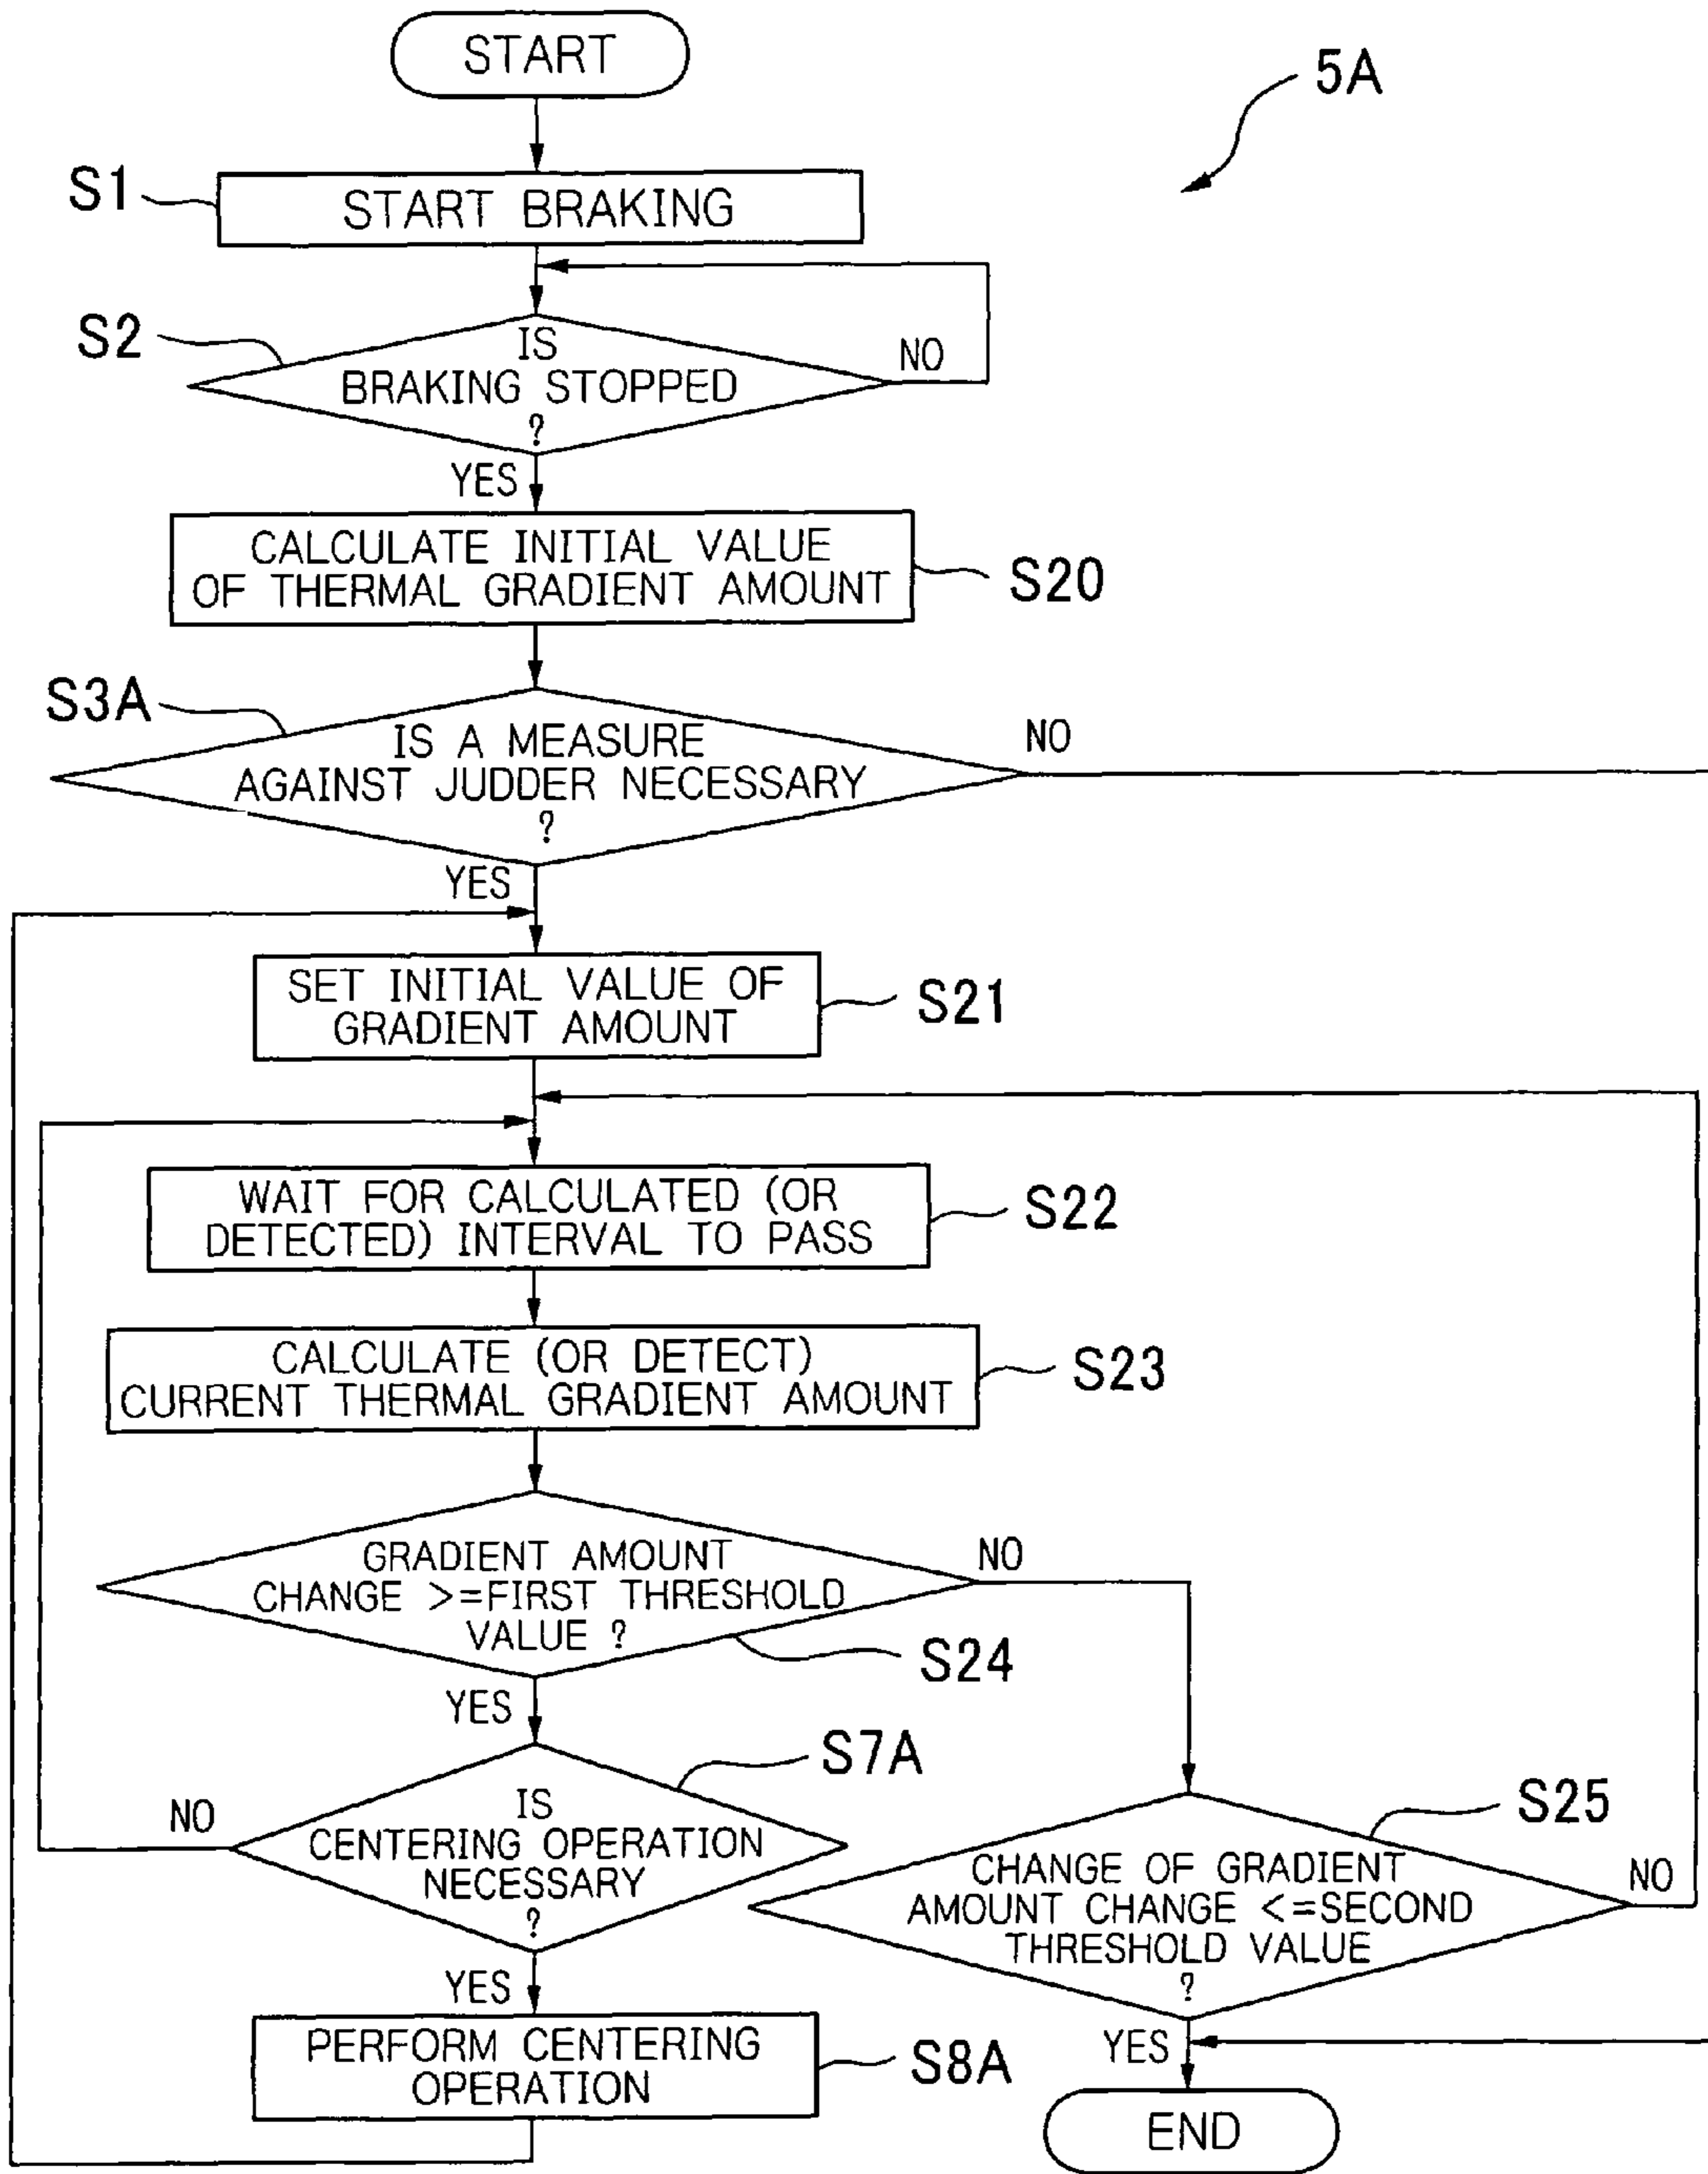 START
5A
S1
START BRAKING
S2
IS
BRAKING STOPPED
?
NO
YES
CALCULATE INITIAL VALUE
OF THERMAL GRADIENT AMOUNT
S20
S3A
IS A MEASURE
AGAINST JUDDER NECESSARY
?
NO
YES
SET INITIAL VALUE OF
GRADIENT AMOUNT
S21
WAIT FOR CALCULATED (OR
DETECTED) INTERVAL TO PASS
S22
CALCULATE (OR DETECT)
CURRENT THERMAL GRADIENT AMOUNT
S23
GRADIENT AMOUNT
CHANGE >=FIRST THRESHOLD
VALUE ?
NO
S24
YES
S7A
IS
CENTERING OPERATION
NECESSARY
?
NO
S25
CHANGE OF GRADIENT
AMOUNT CHANGE <=SECOND
THRESHOLD VALUE
?
NO
YES
PERFORM CENTERING
OPERATION
S8A
YES
END